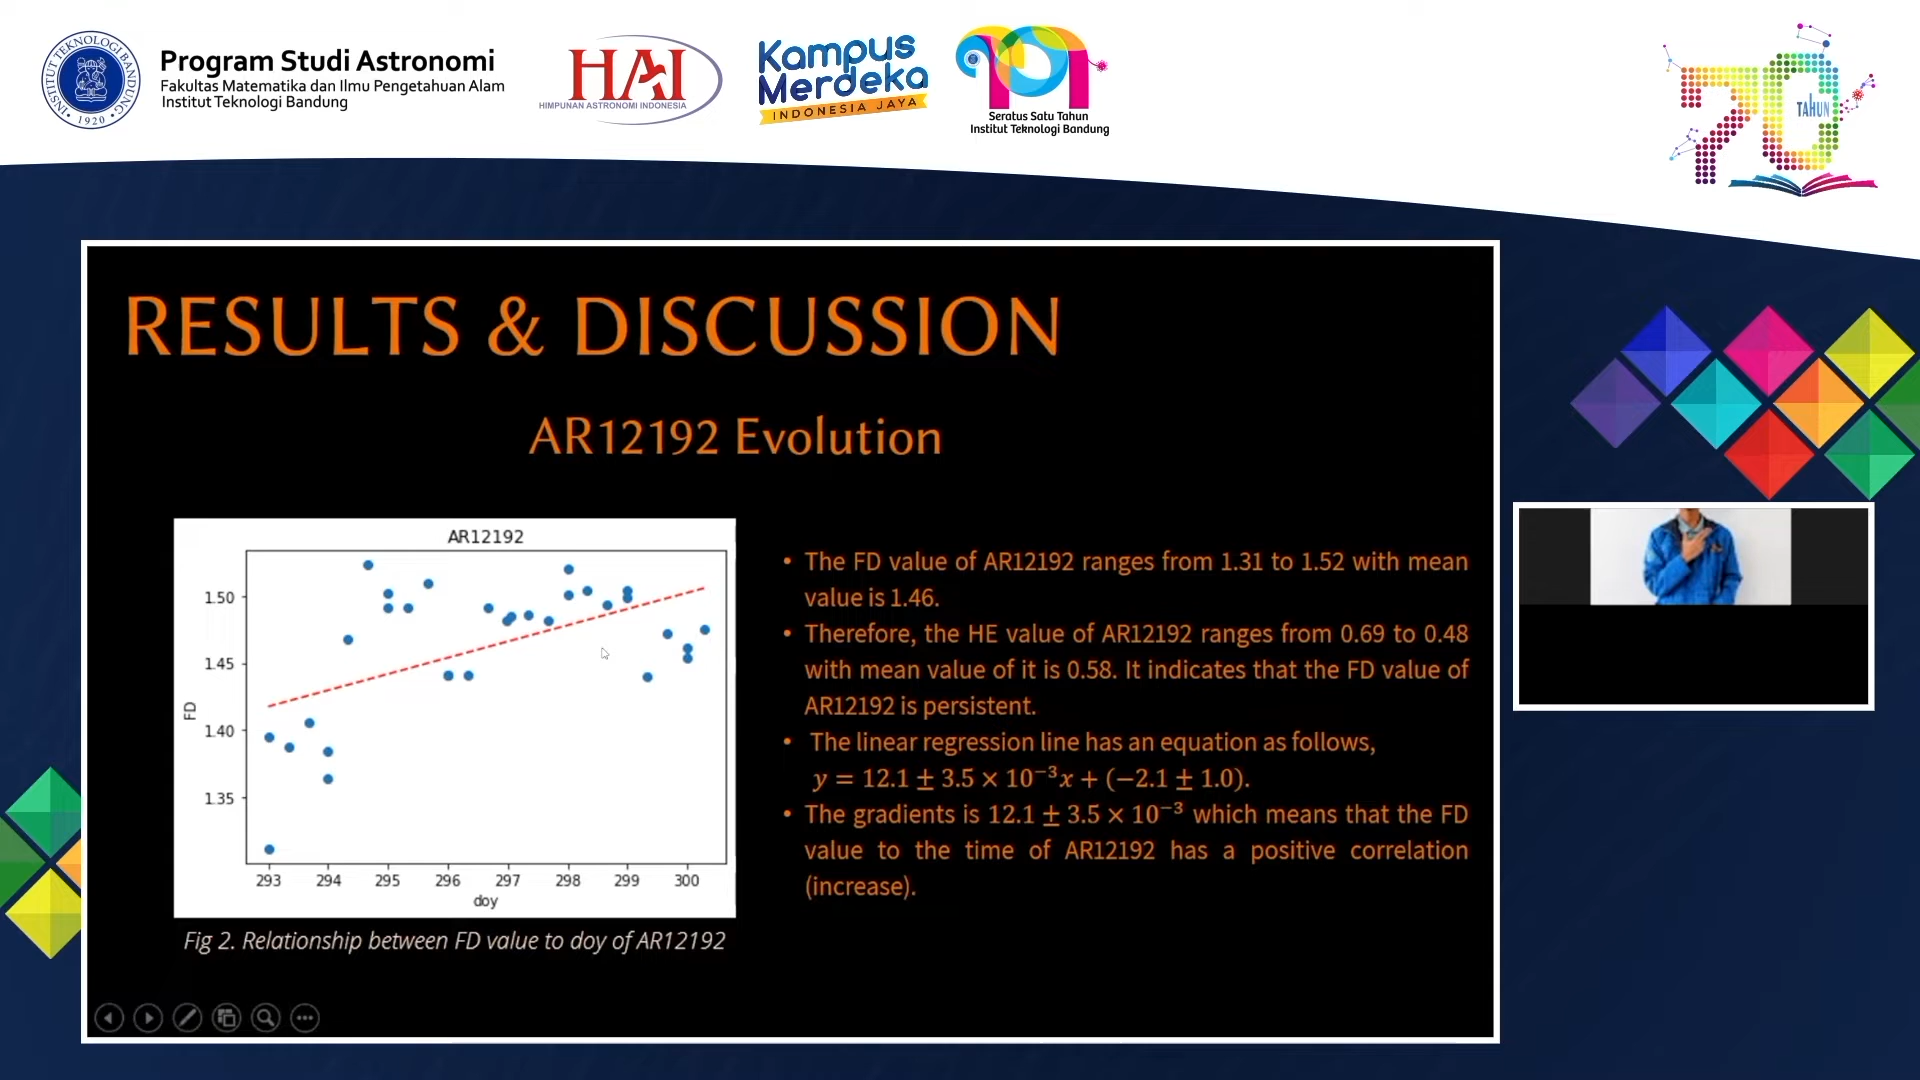 INSTITUT TEKNOLOGI BANDUNG
1920
Program Studi Astronomi
Fakultas Matematika dan Ilmu Pengetahuan Alam
Institut Teknologi Bandung
HAI
HIMPUNAN ASTRONOMI INDONESIA
Kampus
Merdeka
INDONESIA JAYA
101
Seratus Satu Tahun
Institut Teknologi Bandung
70
TAHUN
RESULTS & DISCUSSION
AR12192 Evolution
AR12192
1.50
1.45
1.40
1.35
FD
293 294 295 296 297 298 299 300
doy
Fig 2. Relationship between FD value to doy of AR12192
• The FD value of AR12192 ranges from 1.31 to 1.52 with mean
value is 1.46.
• Therefore, the HE value of AR12192 ranges from 0.69 to 0.48
with mean value of it is 0.58. It indicates that the FD value of
AR12192 is persistent.
• The linear regression line has an equation as follows,
y = 12.1 ± 3.5 × 10⁻³x + (−2.1 ± 1.0).
• The gradients is 12.1 ± 3.5 × 10⁻³ which means that the FD
value to the time of AR12192 has a positive correlation
(increase).